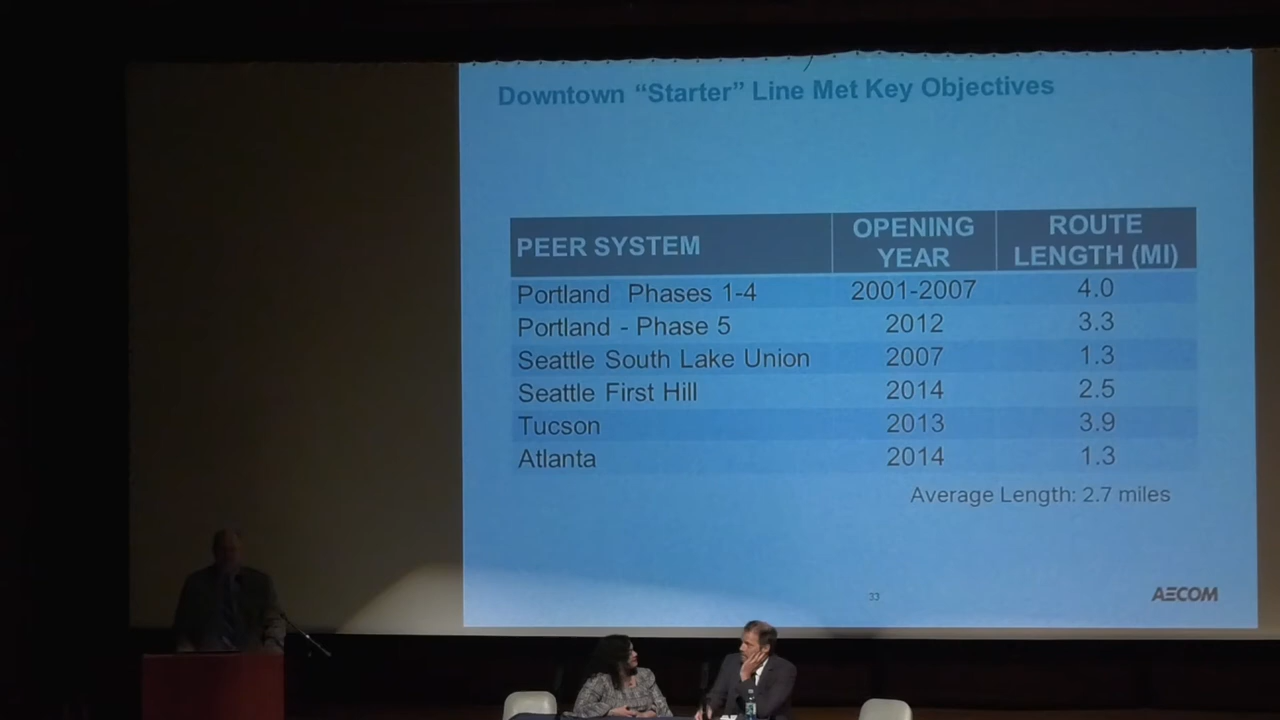 Downtown “Starter” Line Met Key Objectives
PEER SYSTEM OPENING YEAR ROUTE LENGTH (MI)
Portland Phases 1-4 2001-2007 4.0
Portland - Phase 5 2012 3.3
Seattle South Lake Union 2007 1.3
Seattle First Hill 2014 2.5
Tucson 2013 3.9
Atlanta 2014 1.3
Average Length: 2.7 miles
33
AECOM